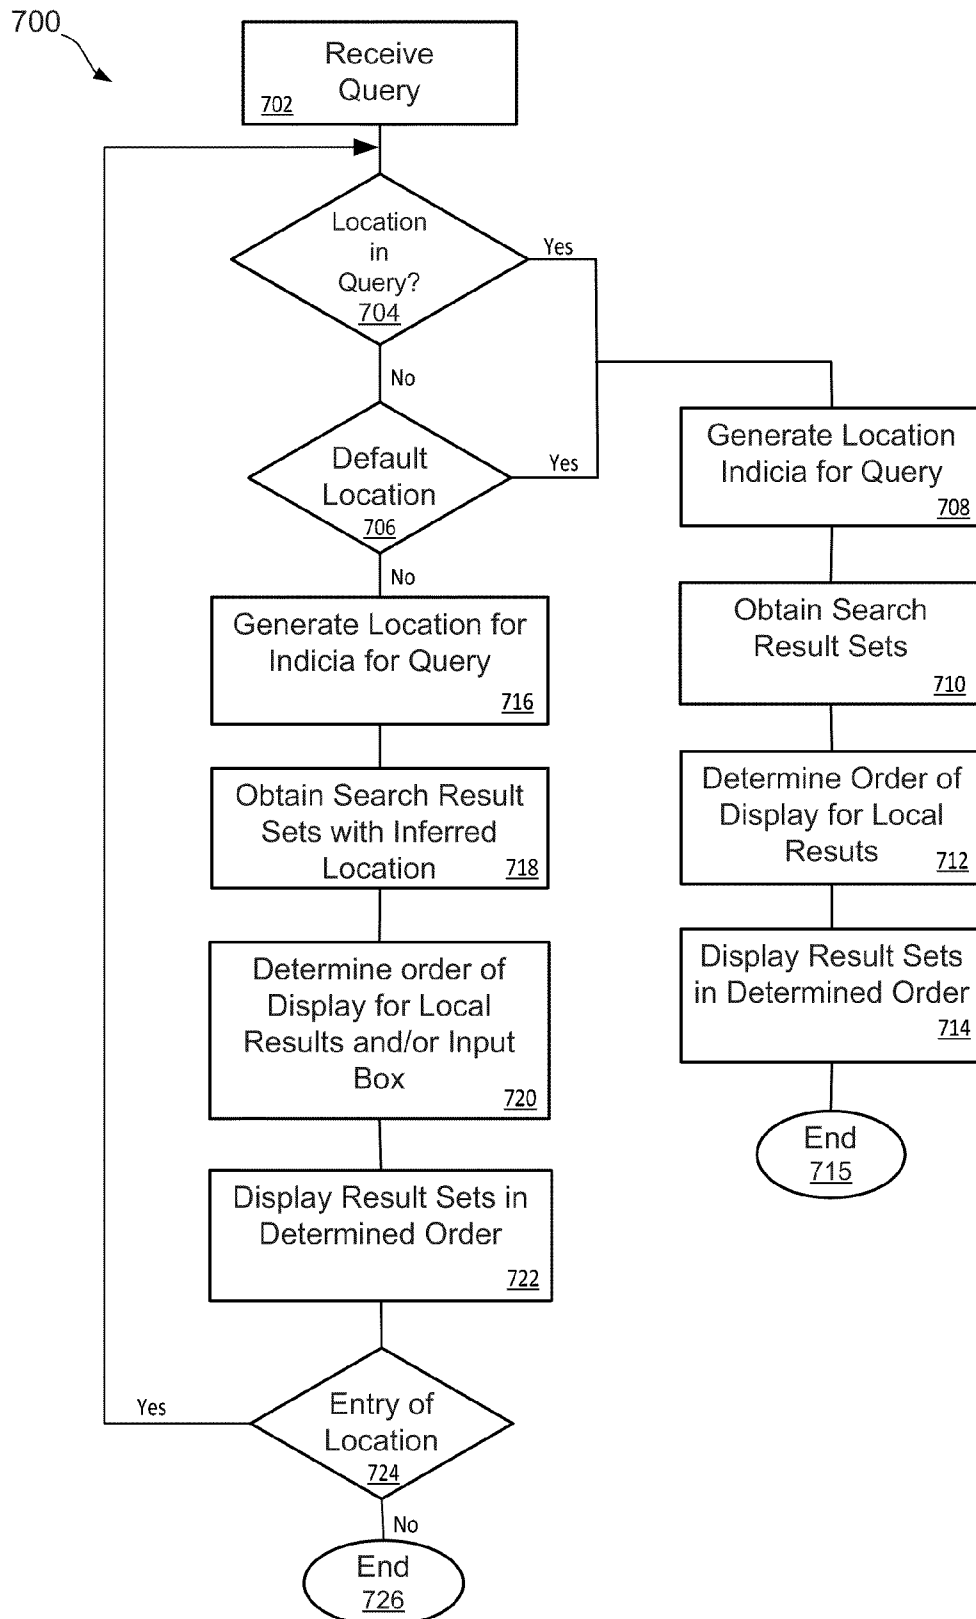 700
Receive
Query
702
Location
in
Query?
704
Yes
No
Default
Location
706
Yes
No
Generate Location for
Indicia for Query
716
Obtain Search Result
Sets with Inferred
Location
718
Determine order of
Display for Local
Results and/or Input
Box
720
Display Result Sets in
Determined Order
722
Entry of
Location
724
Yes
No
End
726
Generate Location
Indicia for Query
708
Obtain Search
Result Sets
710
Determine Order of
Display for Local
Resuts
712
Display Result Sets
in Determined Order
714
End
715